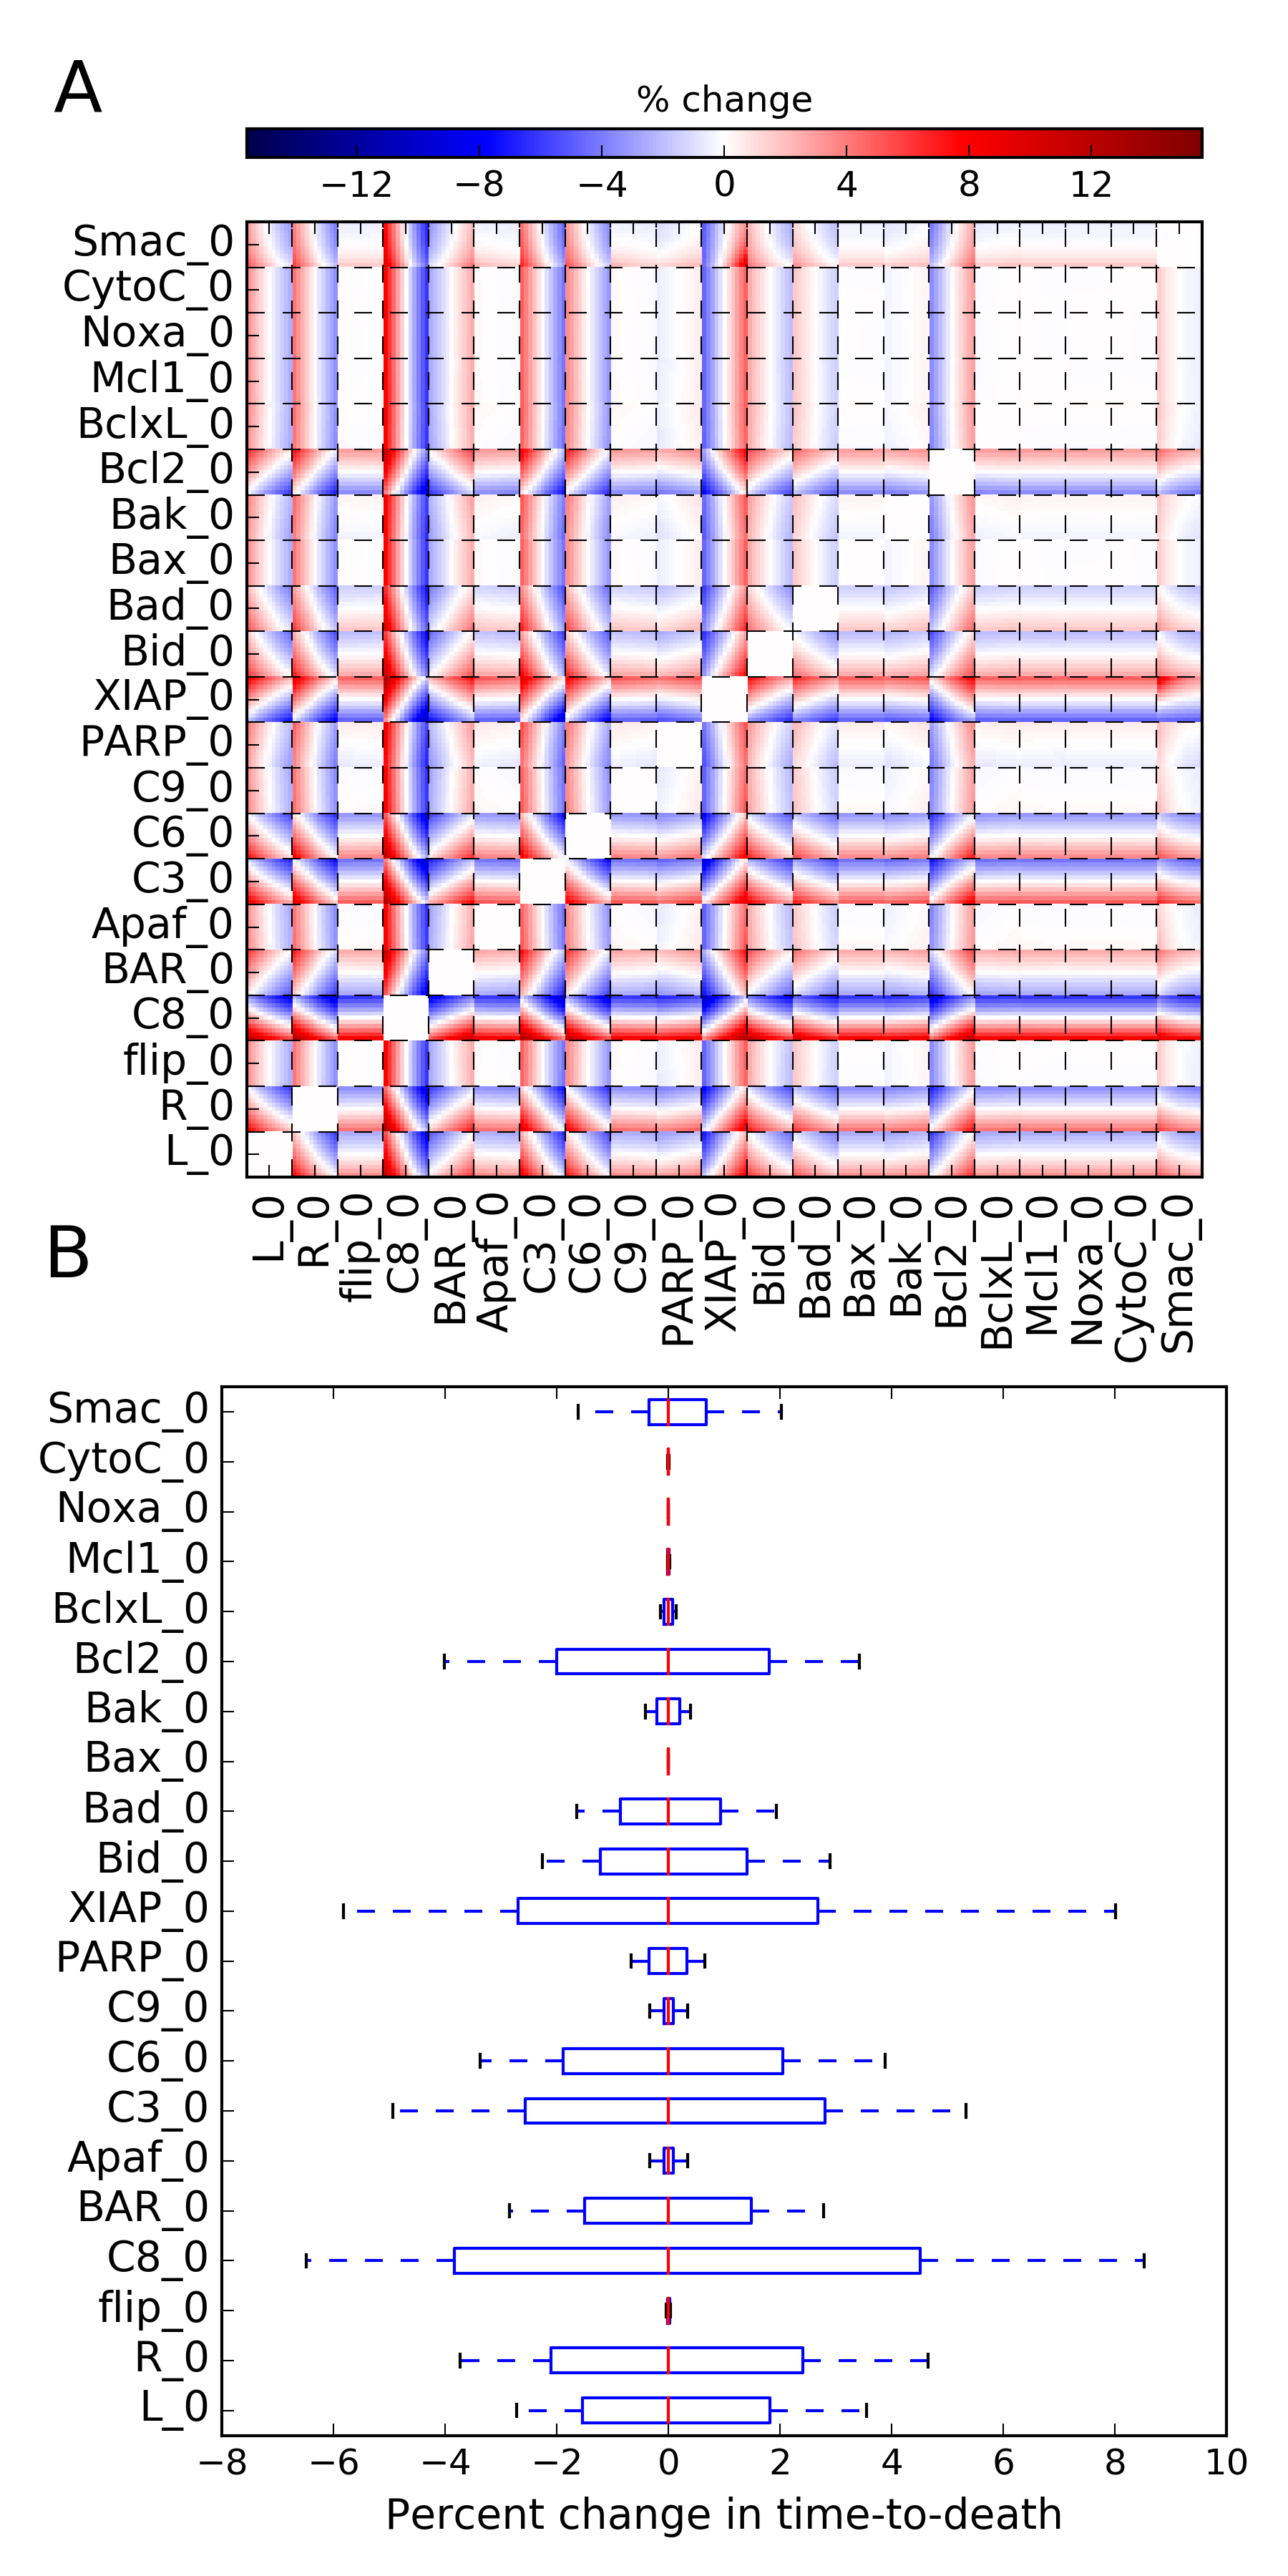 A
% change
−12 −8 −4 0 4 8 12
Smac_0
CytoC_0
Noxa_0
Mcl1_0
BclxL_0
Bcl2_0
Bak_0
Bax_0
Bad_0
Bid_0
XIAP_0
PARP_0
C9_0
C6_0
C3_0
Apaf_0
BAR_0
C8_0
flip_0
R_0
L_0
L_0 R_0 flip_0 C8_0 BAR_0 Apaf_0 C3_0 C6_0 C9_0 PARP_0 XIAP_0 Bid_0 Bad_0 Bax_0 Bak_0 Bcl2_0 BclxL_0 Mcl1_0 Noxa_0 CytoC_0 Smac_0
B
Smac_0
CytoC_0
Noxa_0
Mcl1_0
BclxL_0
Bcl2_0
Bak_0
Bax_0
Bad_0
Bid_0
XIAP_0
PARP_0
C9_0
C6_0
C3_0
Apaf_0
BAR_0
C8_0
flip_0
R_0
L_0
−8 −6 −4 −2 0 2 4 6 8 10
Percent change in time-to-death